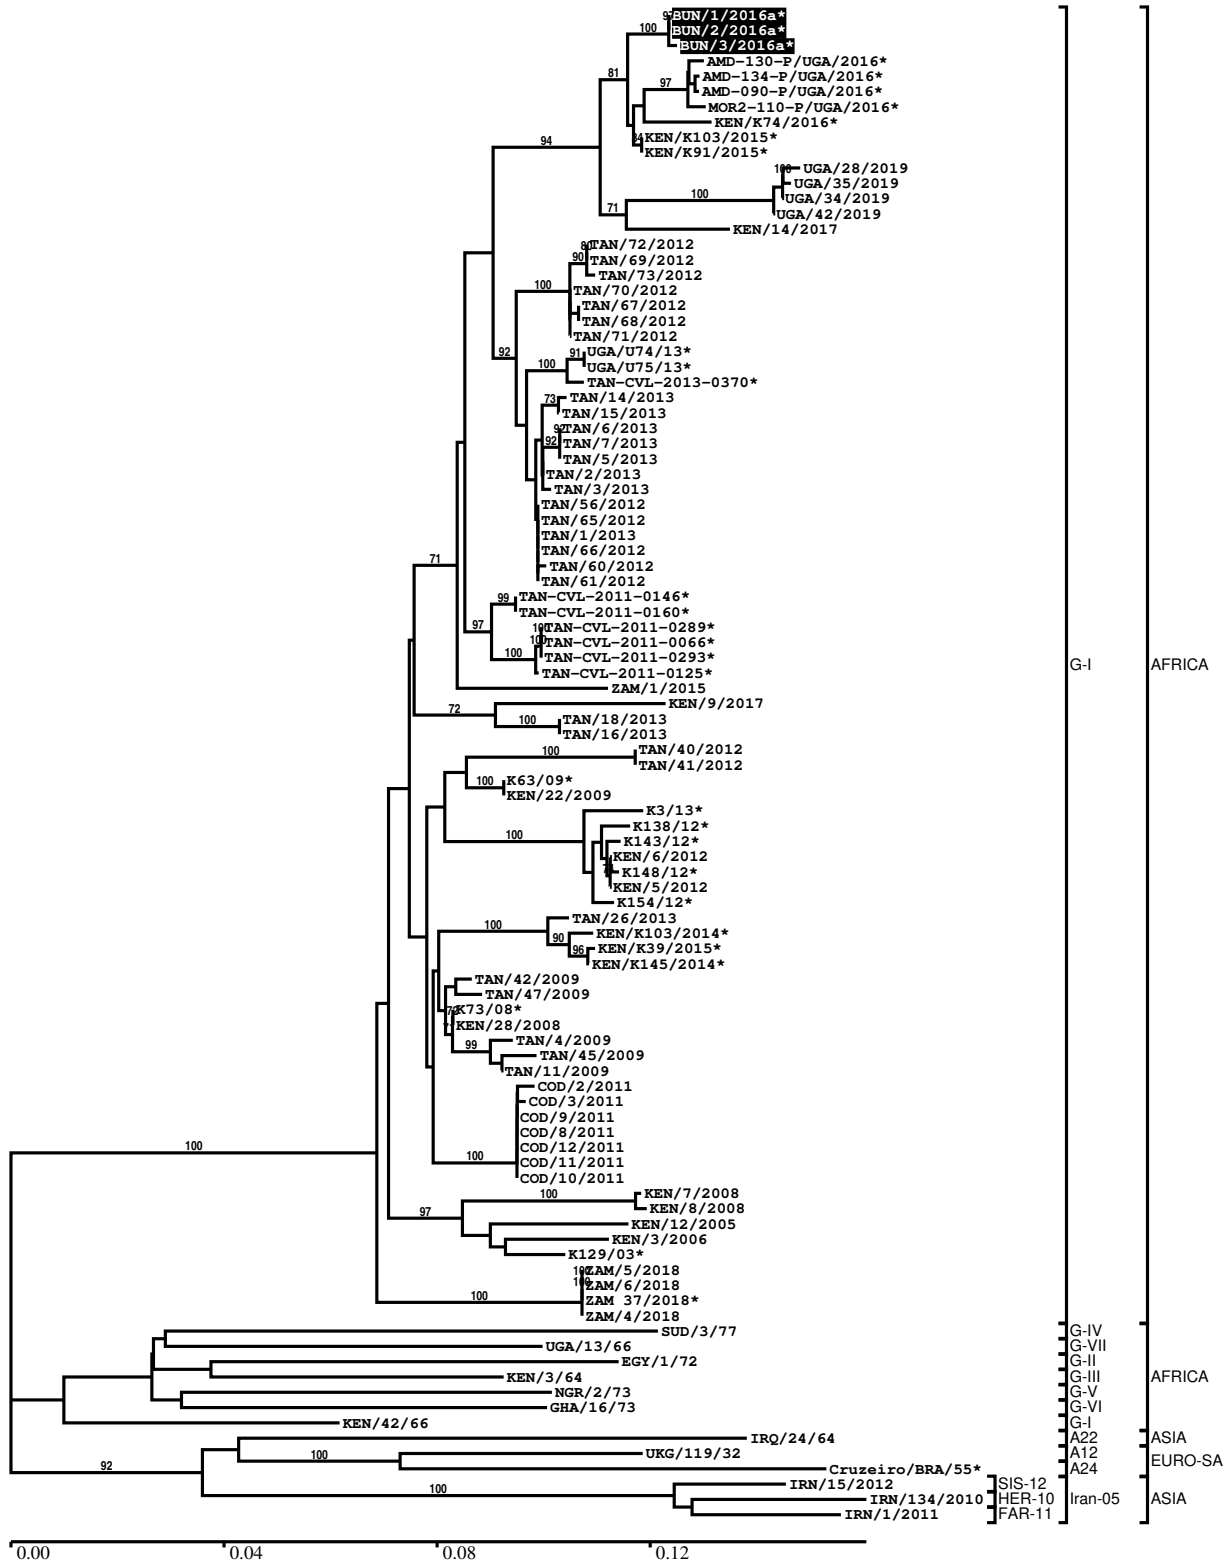 97 BUN/1/2016a*
100
BUN/2/2016a*
BUN/3/2016a*
AMD-130-P/UGA/2016*
81
AMD-134-P/UGA/2016*
97
AMD-090-P/UGA/2016*
MOR2-110-P/UGA/2016*
KEN/K74/2016*
KEN/K103/2015*
94
KEN/K91/2015*
100
UGA/28/2019
UGA/35/2019
100
UGA/34/2019
71
UGA/42/2019
KEN/14/2017
TAN/72/2012
90
TAN/69/2012
TAN/73/2012
100
TAN/70/2012
TAN/67/2012
TAN/68/2012
TAN/71/2012
92
91
UGA/U74/13*
100
UGA/U75/13*
TAN-CVL-2013-0370*
73
TAN/14/2013
TAN/15/2013
TAN/6/2013
92
TAN/7/2013
TAN/5/2013
TAN/2/2013
TAN/3/2013
TAN/56/2012
TAN/65/2012
TAN/1/2013
TAN/66/2012
71
TAN/60/2012
TAN/61/2012
99
TAN-CVL-2011-0146*
TAN-CVL-2011-0160*
97
TAN-CVL-2011-0289*
100
TAN-CVL-2011-0066*
100
TAN-CVL-2011-0293*
TAN-CVL-2011-0125*
G-I
AFRICA
ZAM/1/2015
KEN/9/2017
72
100
TAN/18/2013
TAN/16/2013
100
TAN/40/2012
TAN/41/2012
100
K63/09*
KEN/22/2009
K3/13*
K138/12*
100
K143/12*
KEN/6/2012
K148/12*
KEN/5/2012
K154/12*
TAN/26/2013
100
KEN/K103/2014*
90
96
KEN/K39/2015*
KEN/K145/2014*
TAN/42/2009
TAN/47/2009
K73/08*
KEN/28/2008
99
TAN/4/2009
TAN/45/2009
TAN/11/2009
COD/2/2011
COD/3/2011
COD/9/2011
COD/8/2011
100
COD/12/2011
100
COD/11/2011
COD/10/2011
100
KEN/7/2008
97
KEN/8/2008
KEN/12/2005
KEN/3/2006
K129/03*
100
ZAM/5/2018
100
ZAM/6/2018
100
ZAM 37/2018*
ZAM/4/2018
SUD/3/77
G-IV
UGA/13/66
G-VII
EGY/1/72
G-II
KEN/3/64
G-III
AFRICA
NGR/2/73
G-V
GHA/16/73
G-VI
KEN/42/66
G-I
IRQ/24/64
A22
ASIA
UKG/119/32
A12
100
EURO-SA
92
Cruzeiro/BRA/55*
A24
IRN/15/2012
SIS-12
100
IRN/134/2010
HER-10
Iran-05
ASIA
IRN/1/2011
FAR-11
0.00
0.04
0.08
0.12